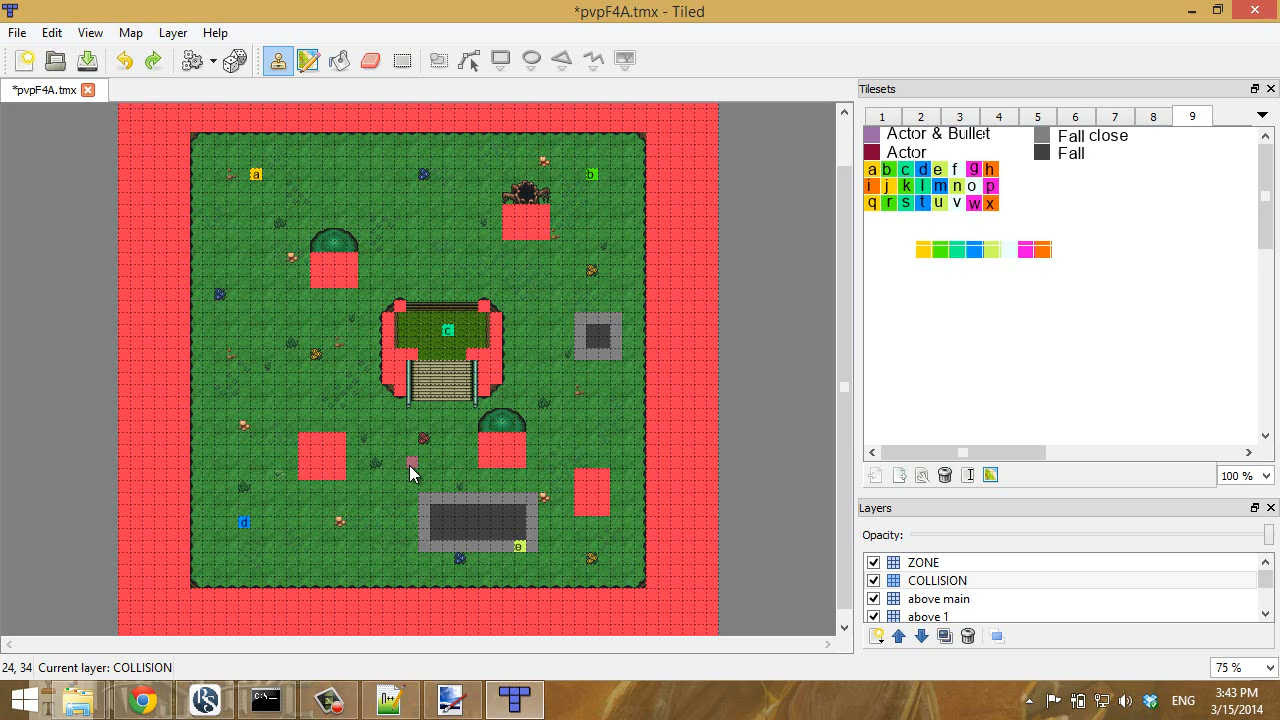 *pvpF4A.tmx - Tiled
File Edit View Map Layer Help
*pvpF4A.tmx
Tilesets
1 2 3 4 5 6 7 8 9
Actor & Bullet Fall close
Actor Fall
a b c d e f g h
i j k l m n o p
q r s t u v w x
a
b
c
d
e
100 %
Layers
Opacity:
ZONE
COLLISION
above main
above 1
24, 34 Current layer: COLLISION
75 %
ENG
3:43 PM
3/15/2014